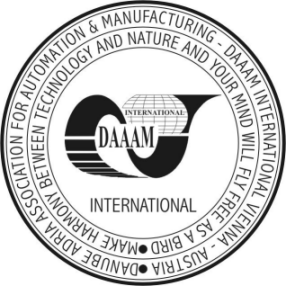 DANUBE ADRIA ASSOCIATION FOR AUTOMATION & MANUFACTURING - DAAAM INTERNATIONAL VIENNA - AUSTRIA
MAKE HARMONY BETWEEN TECHNOLOGY AND NATURE AND YOUR MIND WILL FLY FREE AS A BIRD
INTERNATIONAL
DAAAM
INTERNATIONAL